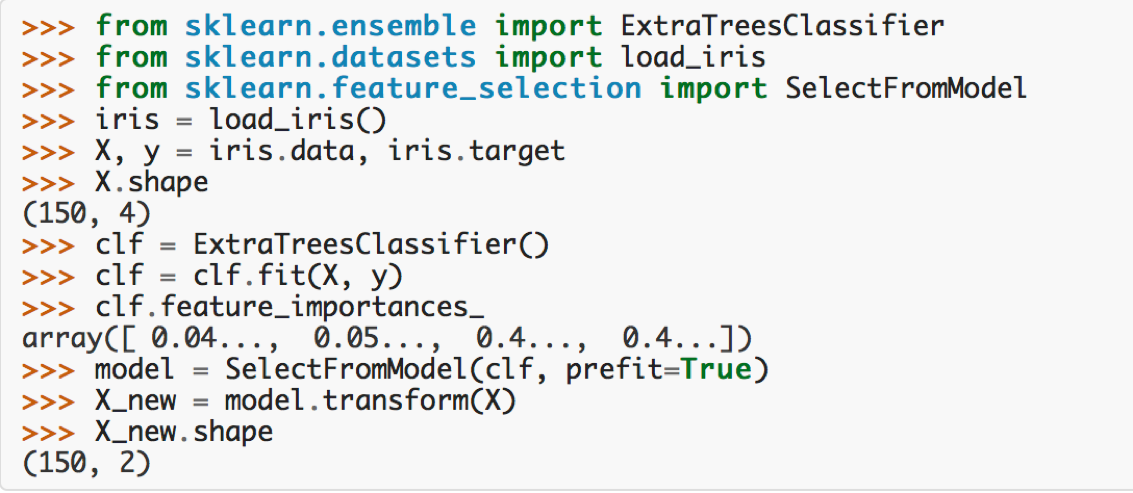 >>> from sklearn.ensemble import ExtraTreesClassifier
>>> from sklearn.datasets import load_iris
>>> from sklearn.feature_selection import SelectFromModel
>>> iris = load_iris()
>>> X, y = iris.data, iris.target
>>> X.shape
(150, 4)
>>> clf = ExtraTreesClassifier()
>>> clf = clf.fit(X, y)
>>> clf.feature_importances_
array([ 0.04...,  0.05...,  0.4...,  0.4...])
>>> model = SelectFromModel(clf, prefit=True)
>>> X_new = model.transform(X)
>>> X_new.shape
(150, 2)